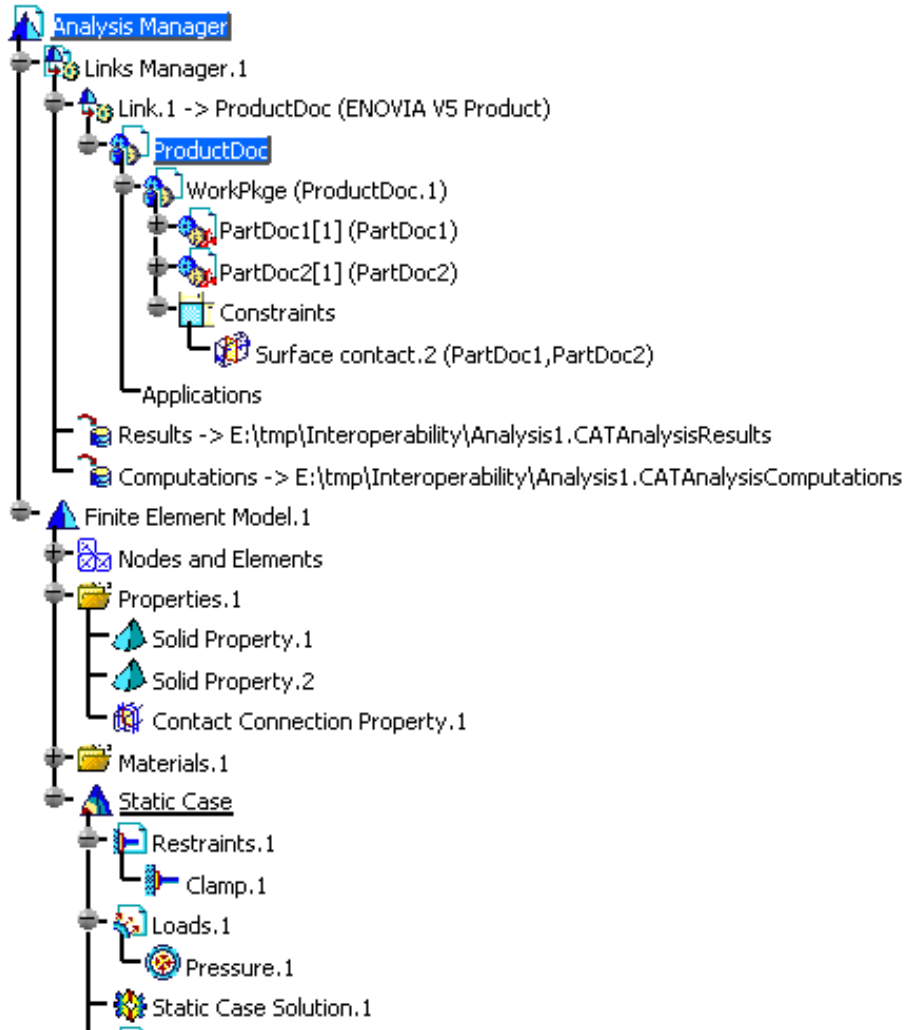 Analysis Manager
Links Manager.1
Link.1 -> ProductDoc (ENOVIA V5 Product)
ProductDoc
WorkPkge (ProductDoc.1)
PartDoc1[1] (PartDoc1)
PartDoc2[1] (PartDoc2)
Constraints
Surface contact.2 (PartDoc1,PartDoc2)
Applications
Results -> E:\tmp\Interoperability\Analysis1.CATAnalysisResults
Computations -> E:\tmp\Interoperability\Analysis1.CATAnalysisComputations
Finite Element Model.1
Nodes and Elements
Properties.1
Solid Property.1
Solid Property.2
Contact Connection Property.1
Materials.1
Static Case
Restraints.1
Clamp.1
Loads.1
Pressure.1
Static Case Solution.1